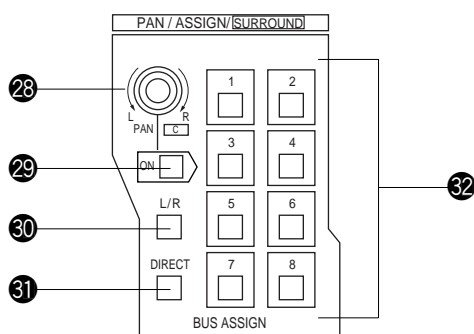 PAN / ASSIGN/ SURROUND
28
1 2
L R
PAN C
3 4
29
ON
32
L/R
5 6
30
DIRECT
7 8
31
BUS ASSIGN